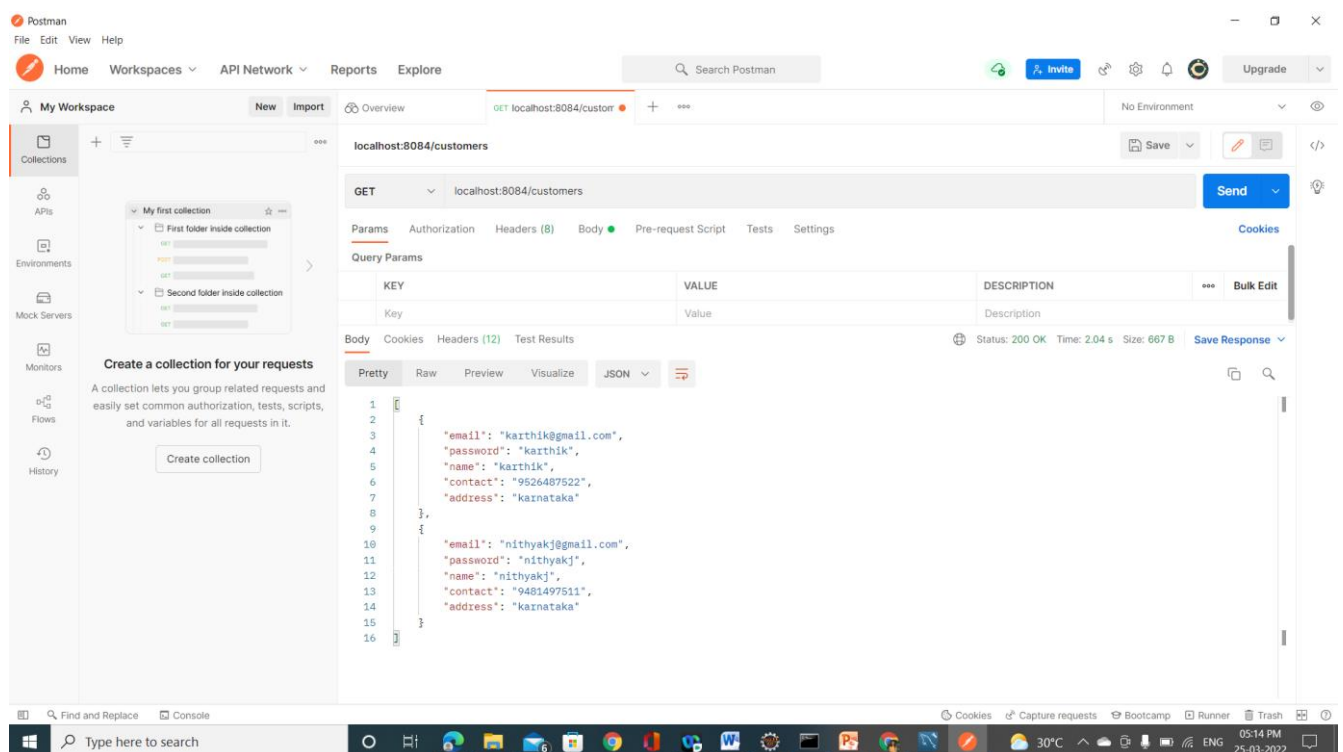 Postman
File Edit View Help
Home Workspaces API Network Reports Explore Search Postman Invite Upgrade
My Workspace New Import Overview GET localhost:8084/custom No Environment
Collections
localhost:8084/customers Save
APIs
GET localhost:8084/customers Send
My first collection
First folder inside collection
GET
POST
GET
Second folder inside collection
GET
GET
Params Authorization Headers (8) Body Pre-request Script Tests Settings Cookies
Environments
Query Params
KEY VALUE DESCRIPTION Bulk Edit
Mock Servers
Key Value Description
Body Cookies Headers (12) Test Results Status: 200 OK Time: 2.04 s Size: 667 B Save Response
Monitors
Create a collection for your requests
A collection lets you group related requests and
easily set common authorization, tests, scripts,
and variables for all requests in it.
Flows
Create collection
History
Pretty Raw Preview Visualize JSON
1 [
2 {
3 "email": "karthik@gmail.com",
4 "password": "karthik",
5 "name": "karthik",
6 "contact": "9526487522",
7 "address": "karnataka"
8 },
9 {
10 "email": "nithyakj@gmail.com",
11 "password": "nithyakj",
12 "name": "nithyakj",
13 "contact": "9481497511",
14 "address": "karnataka"
15 }
16 ]
Find and Replace Console Cookies Capture requests Bootcamp Runner Trash
Type here to search 30°C ENG 05:14 PM
25-03-2022